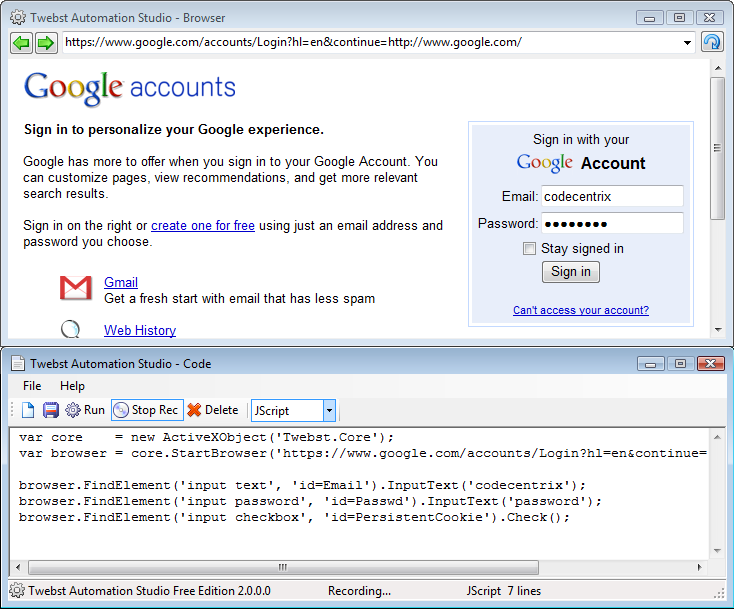 Twebst Automation Studio - Browser
https://www.google.com/accounts/Login?hl=en&continue=http://www.google.com/
Google accounts
Sign in to personalize your Google experience.
Google has more to offer when you sign in to your Google Account. You
can customize pages, view recommendations, and get more relevant
search results.
Sign in on the right or create one for free using just an email address and
password you choose.
Gmail
Get a fresh start with email that has less spam
Web History
Sign in with your
Google Account
Email: codecentrix
Password: ●●●●●●●●
Stay signed in
Sign in
Can't access your account?
Twebst Automation Studio - Code
File Help
Run Stop Rec Delete JScript
var core    = new ActiveXObject('Twebst.Core');
var browser = core.StartBrowser('https://www.google.com/accounts/Login?hl=en&continue=
browser.FindElement('input text', 'id=Email').InputText('codecentrix');
browser.FindElement('input password', 'id=Passwd').InputText('password');
browser.FindElement('input checkbox', 'id=PersistentCookie').Check();
Twebst Automation Studio Free Edition 2.0.0.0 Recording... JScript 7 lines